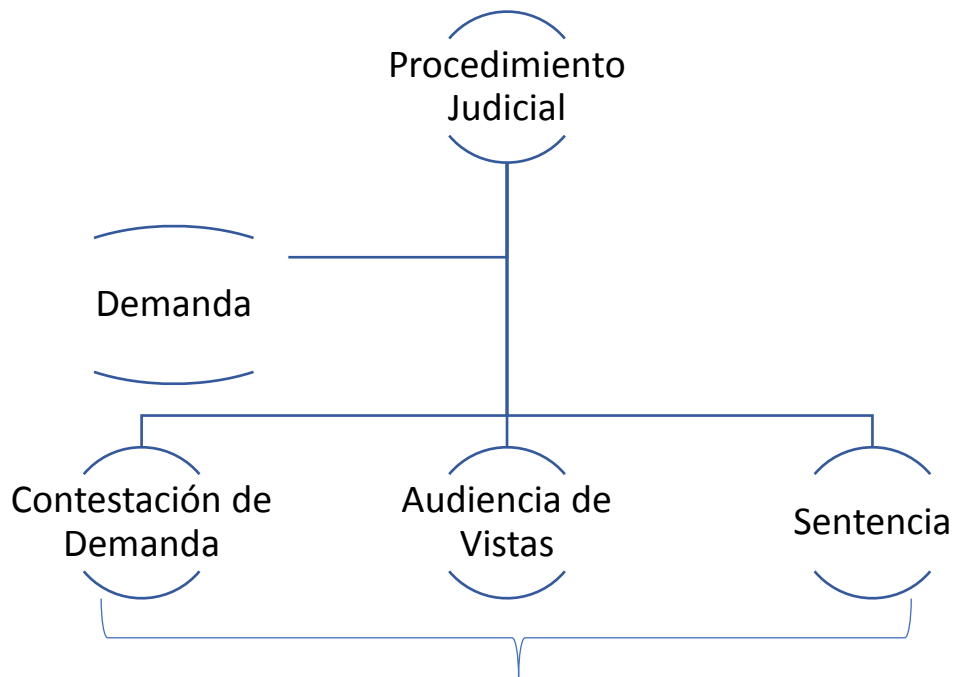 Procedimiento
Judicial
Demanda
Contestación de
Demanda
Audiencia de
Vistas
Sentencia